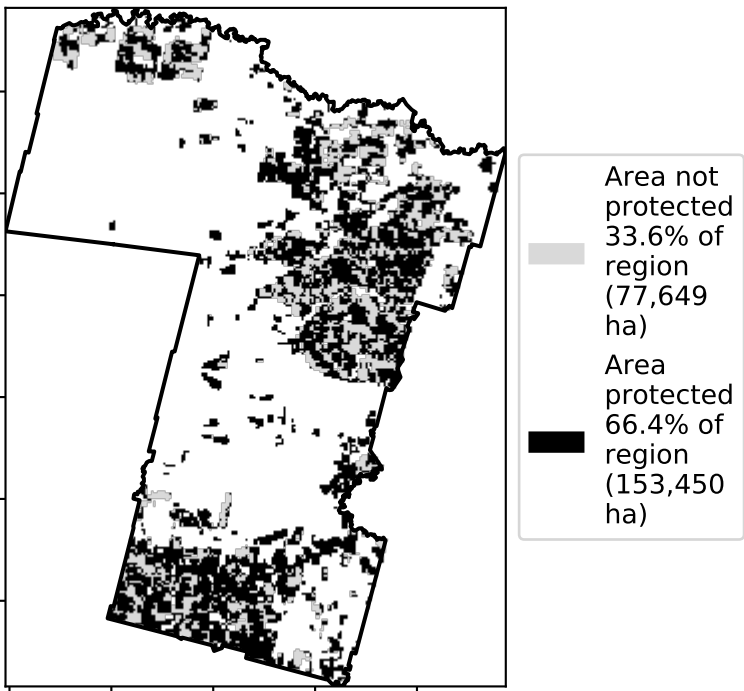 Area not
protected
33.6% of
region
(77,649
ha)
Area
protected
66.4% of
region
(153,450
ha)